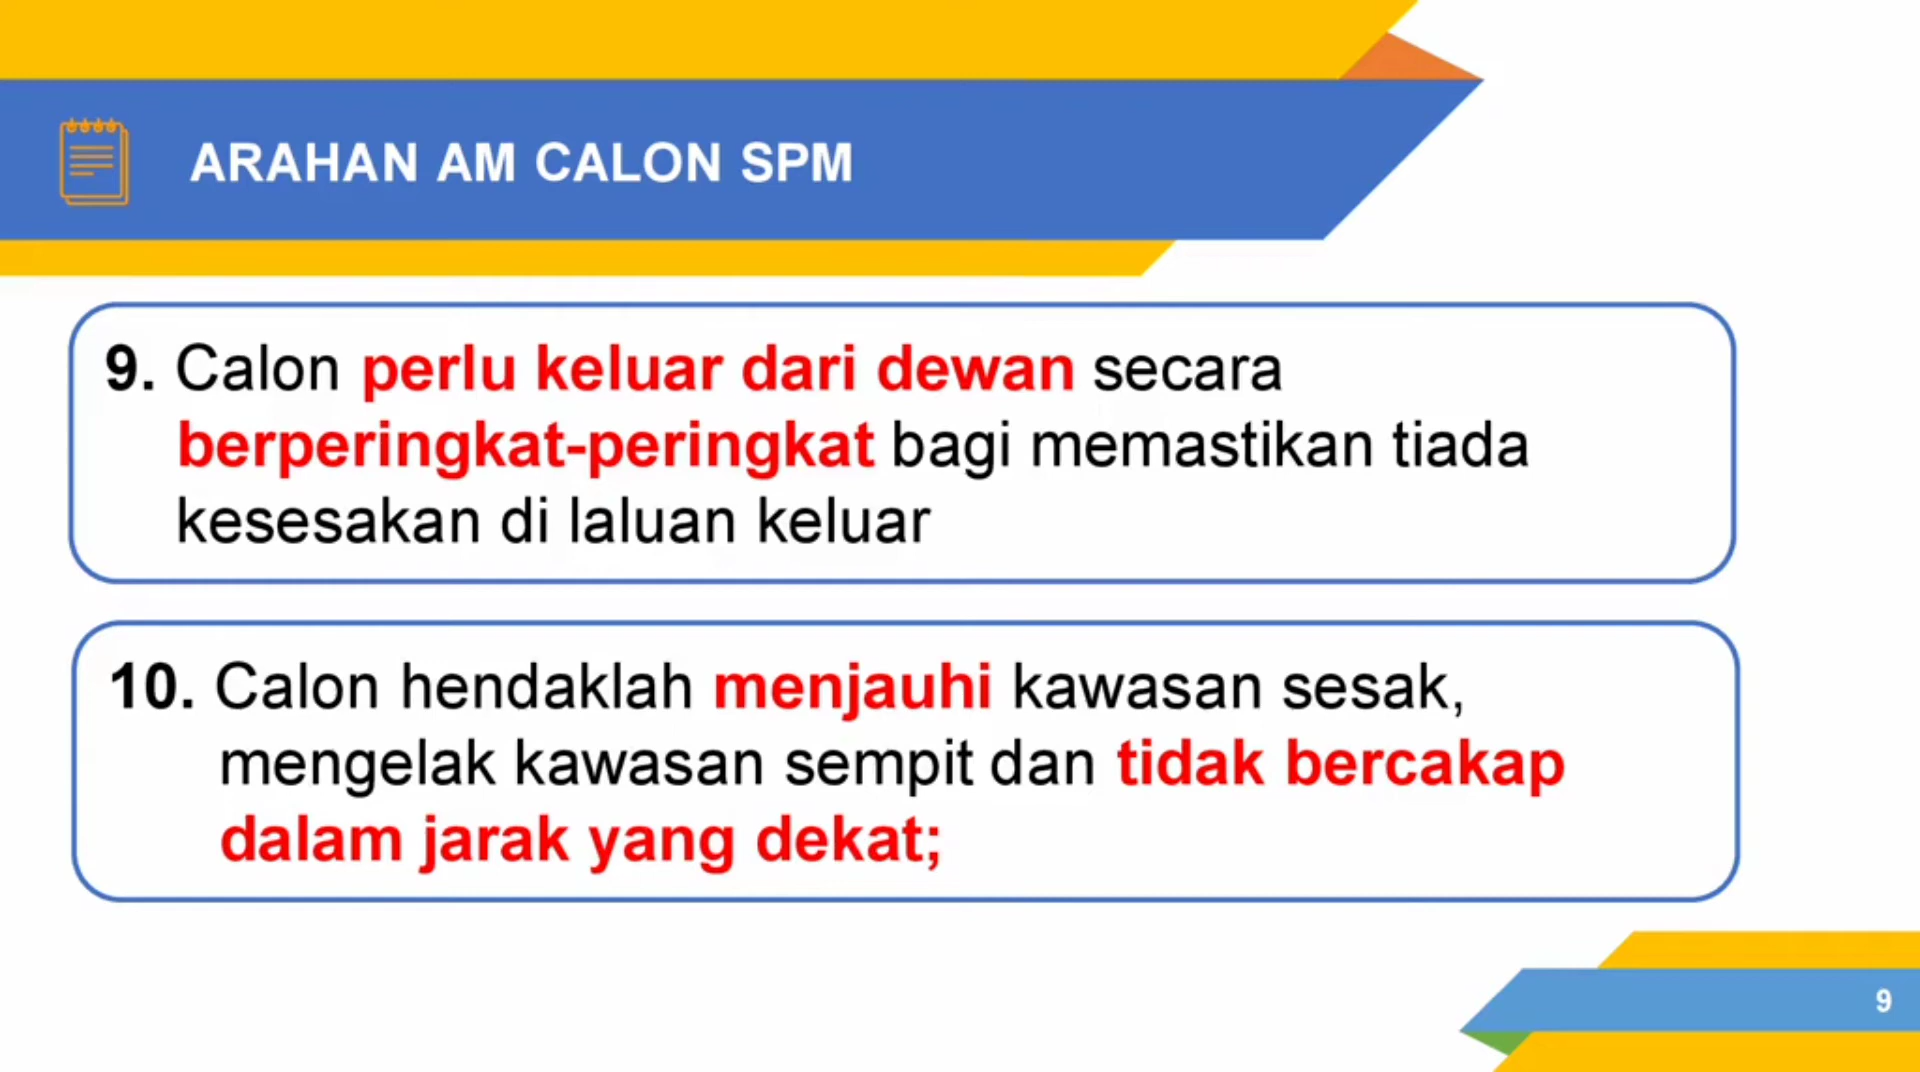 ARAHAN AM CALON SPM
9. Calon perlu keluar dari dewan secara
berperingkat-peringkat bagi memastikan tiada
kesesakan di laluan keluar
10. Calon hendaklah menjauhi kawasan sesak,
mengelak kawasan sempit dan tidak bercakap
dalam jarak yang dekat;
9